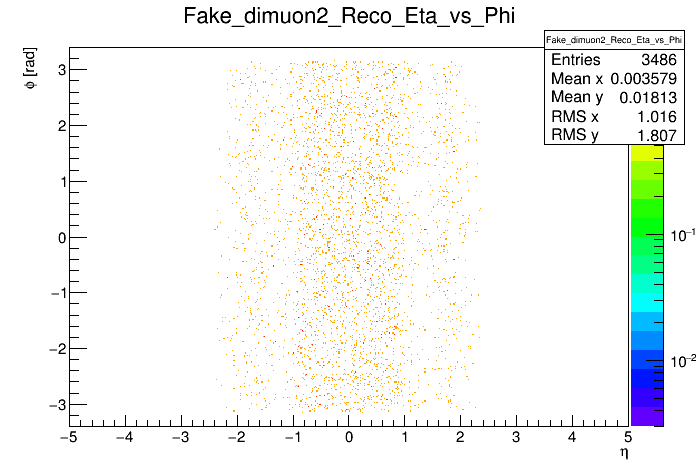 Fake_dimuon2_Reco_Eta_vs_Phi
Fake_dimuon2_Reco_Eta_vs_Phi
Entries 3486
Mean x 0.003579
Mean y 0.01813
RMS x 1.016
RMS y 1.807
ϕ [rad]
3
2
1
0
−1
−2
−3
−5 −4 −3 −2 −1 0 1 2 3 4 5
η
10⁻¹
10⁻²